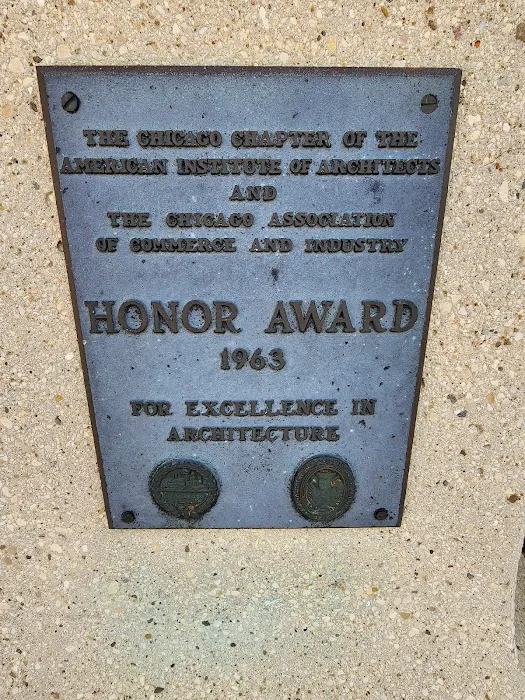 THE CHICAGO CHAPTER OF THE
AMERICAN INSTITUTE OF ARCHITECTS
AND
THE CHICAGO ASSOCIATION
OF COMMERCE AND INDUSTRY
HONOR AWARD
1963
FOR EXCELLENCE IN
ARCHITECTURE